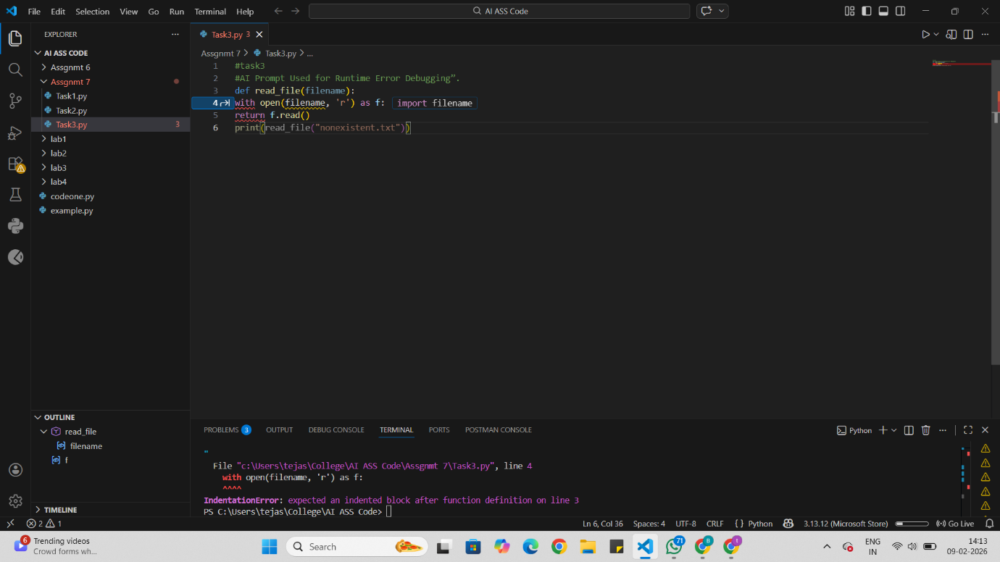 File Edit Selection View Go Run Terminal Help
AI ASS Code
EXPLORER
AI ASS CODE
Assgnmt 6
Assgnmt 7
Task1.py
Task2.py
Task3.py 3
lab1
lab2
lab3
lab4
codeone.py
example.py
OUTLINE
read_file
filename
f
TIMELINE
Task3.py 3
Assgnmt 7 > Task3.py > ...
1 #task3
2 #AI Prompt Used for Runtime Error Debugging”.
3 def read_file(filename):
4 with open(filename, 'r') as f: import filename
5 return f.read()
6 print(read_file("nonexistent.txt"))
PROBLEMS 3 OUTPUT DEBUG CONSOLE TERMINAL PORTS POSTMAN CONSOLE
Python
"
File "c:\Users\tejas\College\AI ASS Code\Assgnmt 7\Task3.py", line 4
with open(filename, 'r') as f:
^^^^
IndentationError: expected an indented block after function definition on line 3
PS C:\Users\tejas\College\AI ASS Code>
2 1 Ln 6, Col 36 Spaces: 4 UTF-8 CRLF {} Python 3.13.12 (Microsoft Store) Go Live
6 Trending videos
Crowd forms wh...
Search
71
B
1
ENG
IN
14:13
09-02-2026